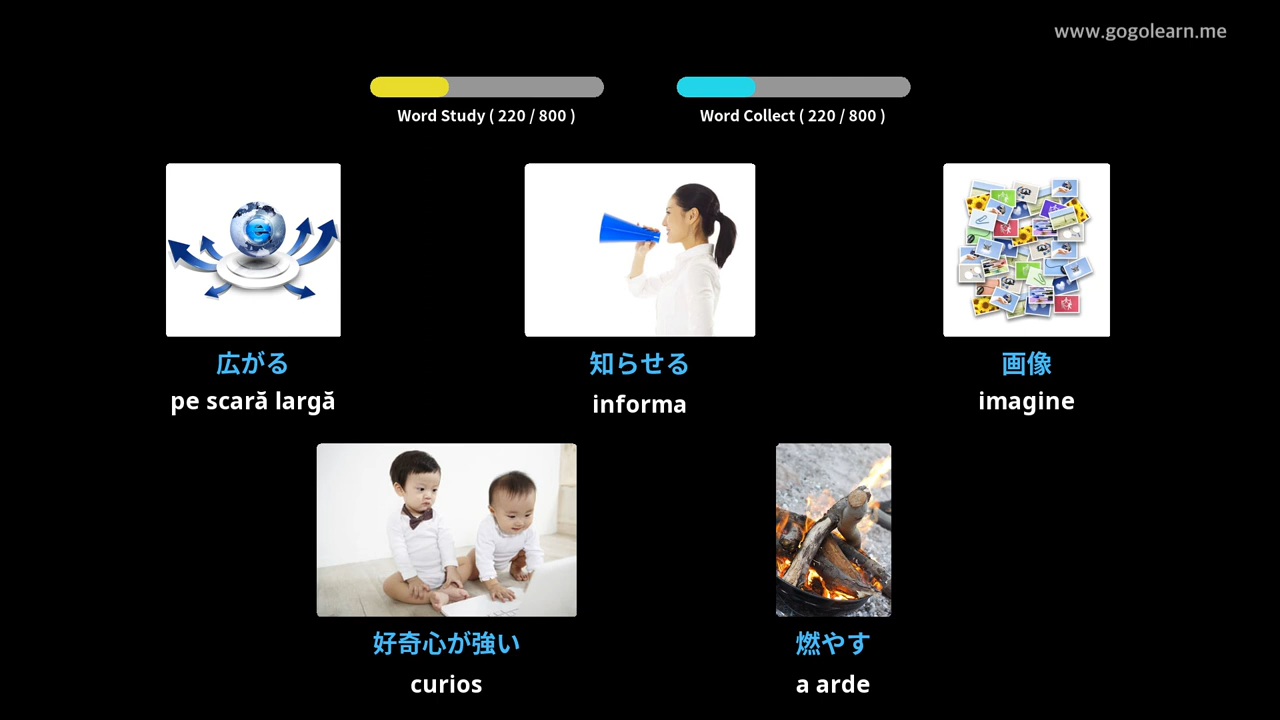 www.gogolearn.me
Word Study ( 220 / 800 )
Word Collect ( 220 / 800 )
e
広がる
pe scară largă
知らせる
informa
画像
imagine
好奇心が強い
curios
燃やす
a arde